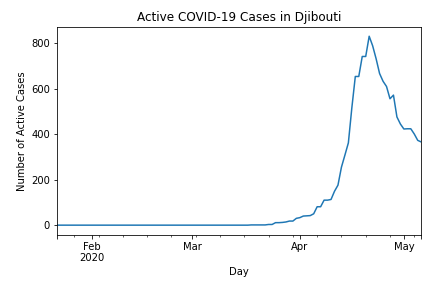 Active COVID-19 Cases in Djibouti
Number of Active Cases
800
600
400
200
0
Feb
2020
Mar
Apr
May
Day